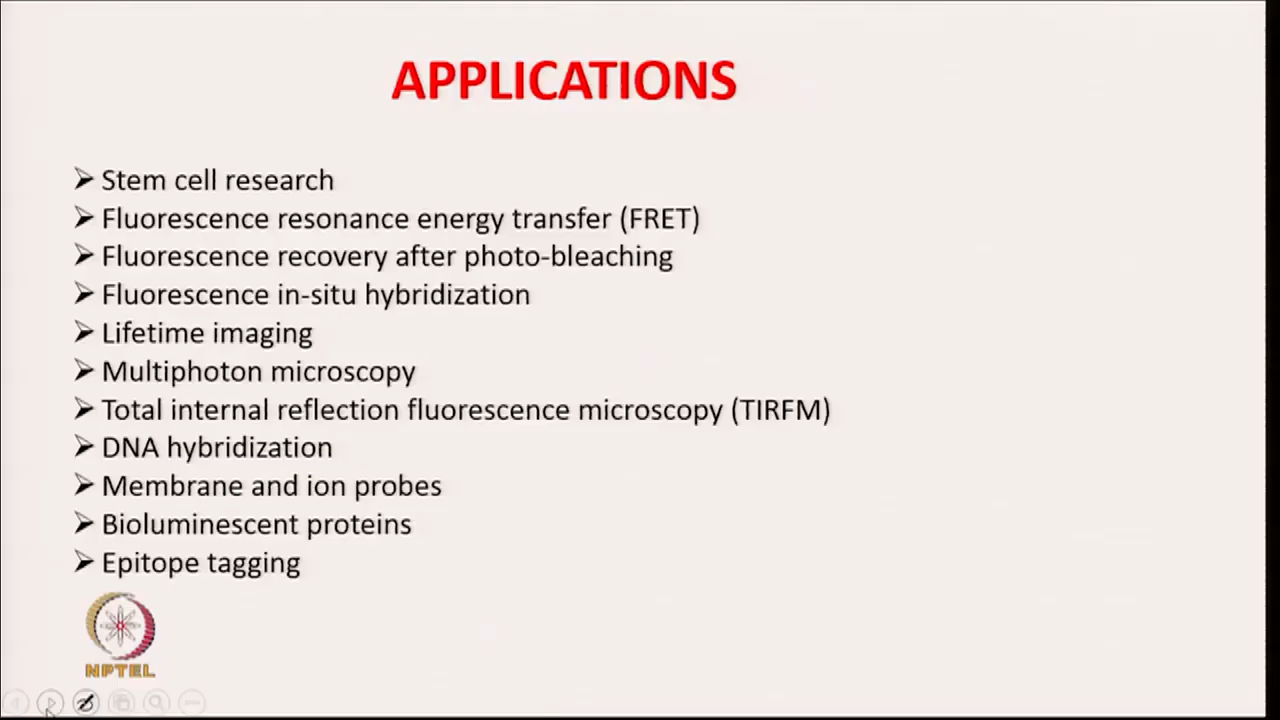 APPLICATIONS
Stem cell research
Fluorescence resonance energy transfer (FRET)
Fluorescence recovery after photo-bleaching
Fluorescence in-situ hybridization
Lifetime imaging
Multiphoton microscopy
Total internal reflection fluorescence microscopy (TIRFM)
DNA hybridization
Membrane and ion probes
Bioluminescent proteins
Epitope tagging
NPTEL